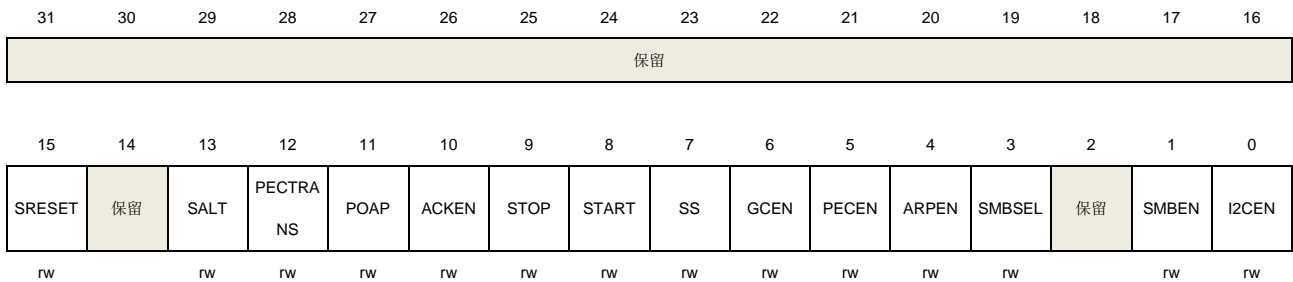 31 30 29 28 27 26 25 24 23 22 21 20 19 18 17 16
保留
15 14 13 12 11 10 9 8 7 6 5 4 3 2 1 0
SRESET 保留 SALT PECTRANS POAP ACKEN STOP START SS GCEN PECEN ARPEN SMBSEL 保留 SMBEN I2CEN
rw rw rw rw rw rw rw rw rw rw rw rw rw rw